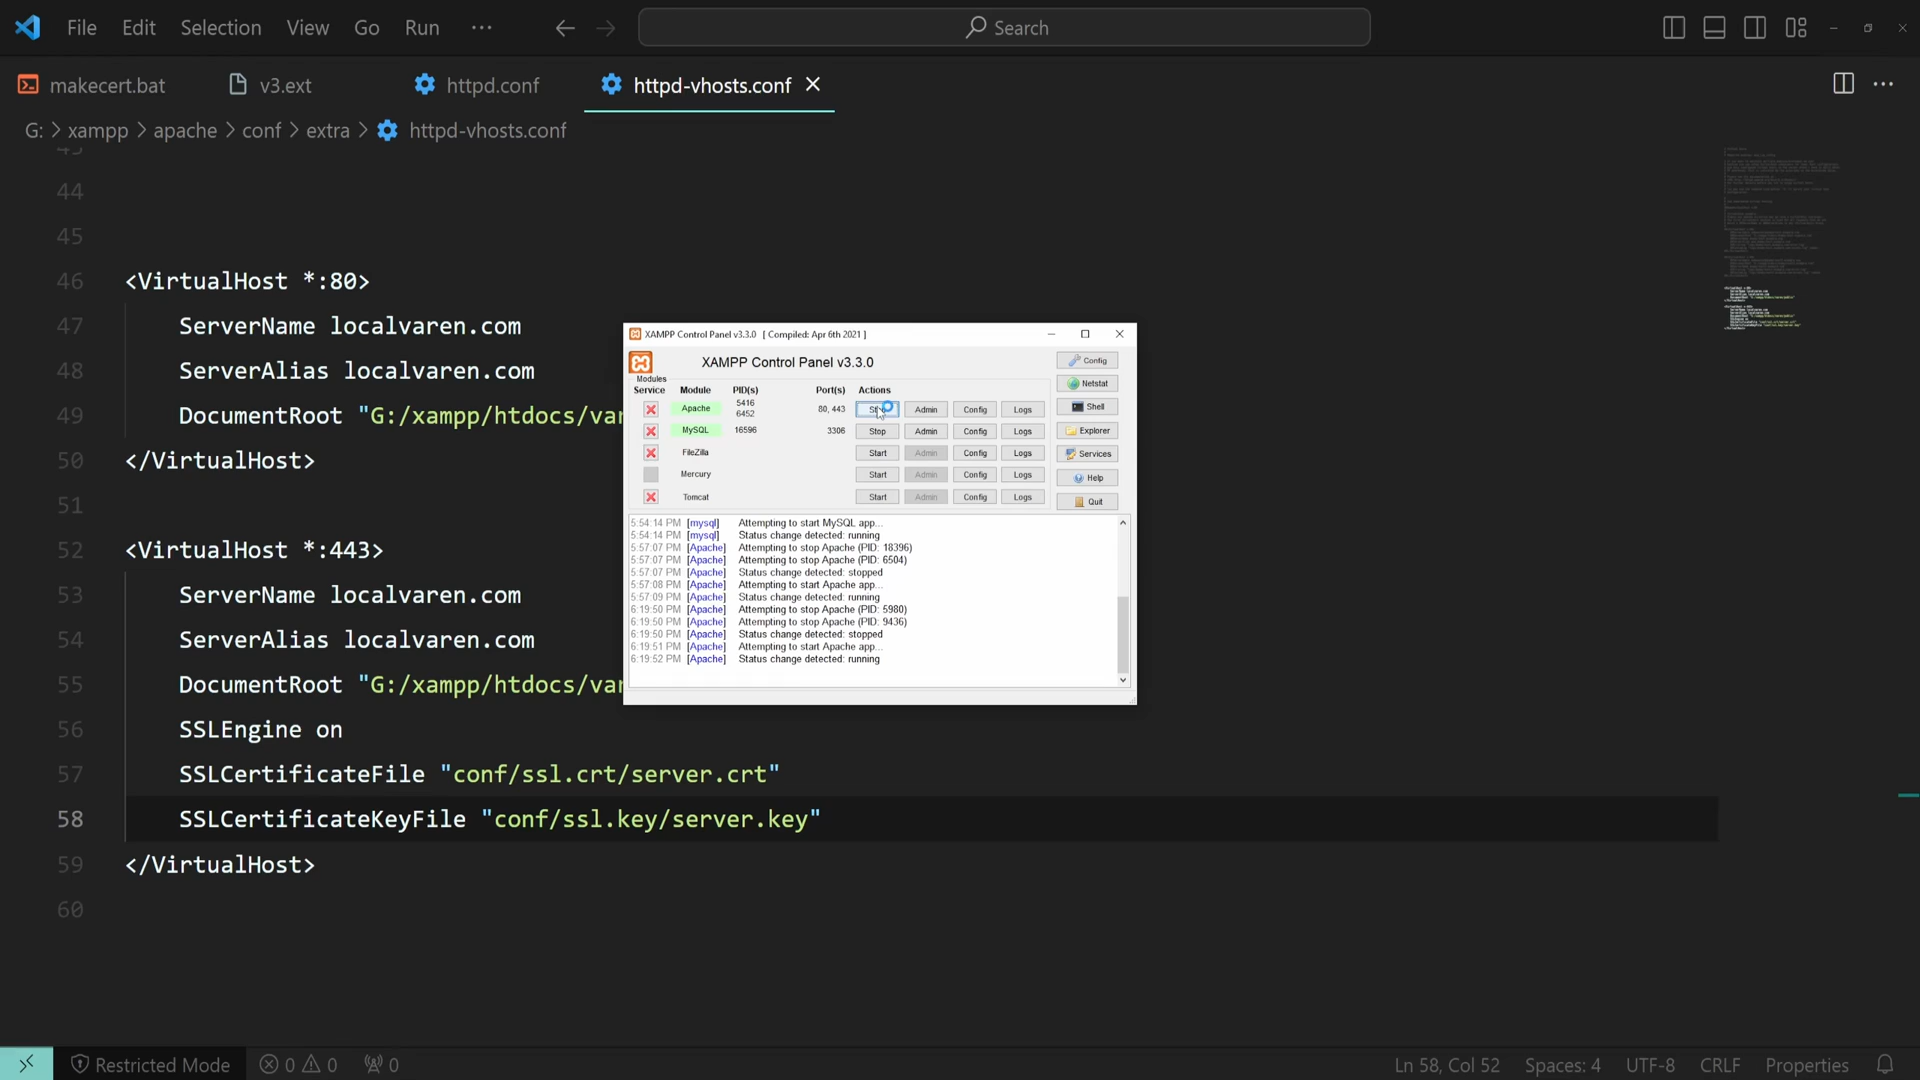 File Edit Selection View Go Run ··· Search
makecert.bat v3.ext httpd.conf httpd-vhosts.conf
G: > xampp > apache > conf > extra > httpd-vhosts.conf
44
45
46 <VirtualHost *:80>
47 ServerName localvaren.com
48 ServerAlias localvaren.com
49 DocumentRoot "G:/xampp/htdocs/var
50 </VirtualHost>
51
52 <VirtualHost *:443>
53 ServerName localvaren.com
54 ServerAlias localvaren.com
55 DocumentRoot "G:/xampp/htdocs/var
56 SSLEngine on
57 SSLCertificateFile "conf/ssl.crt/server.crt"
58 SSLCertificateKeyFile "conf/ssl.key/server.key"
59 </VirtualHost>
60
XAMPP Control Panel v3.3.0 [ Compiled: Apr 6th 2021 ]
XAMPP Control Panel v3.3.0 Config
Modules
Service Module PID(s) Port(s) Actions Netstat
Apache 5416 6452 80, 443 Admin Config Logs Shell
MySQL 16596 3306 Stop Admin Config Logs Explorer
FileZilla Start Admin Config Logs Services
Mercury Start Admin Config Logs Help
Tomcat Start Admin Config Logs Quit
5:54:14 PM [mysql] Attempting to start MySQL app...
5:54:14 PM [mysql] Status change detected: running
5:57:07 PM [Apache] Attempting to stop Apache (PID: 18396)
5:57:07 PM [Apache] Attempting to stop Apache (PID: 6504)
5:57:07 PM [Apache] Status change detected: stopped
5:57:08 PM [Apache] Attempting to start Apache app...
5:57:09 PM [Apache] Status change detected: running
6:19:50 PM [Apache] Attempting to stop Apache (PID: 5980)
6:19:50 PM [Apache] Attempting to stop Apache (PID: 9436)
6:19:50 PM [Apache] Status change detected: stopped
6:19:51 PM [Apache] Attempting to start Apache app...
6:19:52 PM [Apache] Status change detected: running
Restricted Mode 0 0 0 Ln 58, Col 52 Spaces: 4 UTF-8 CRLF Properties